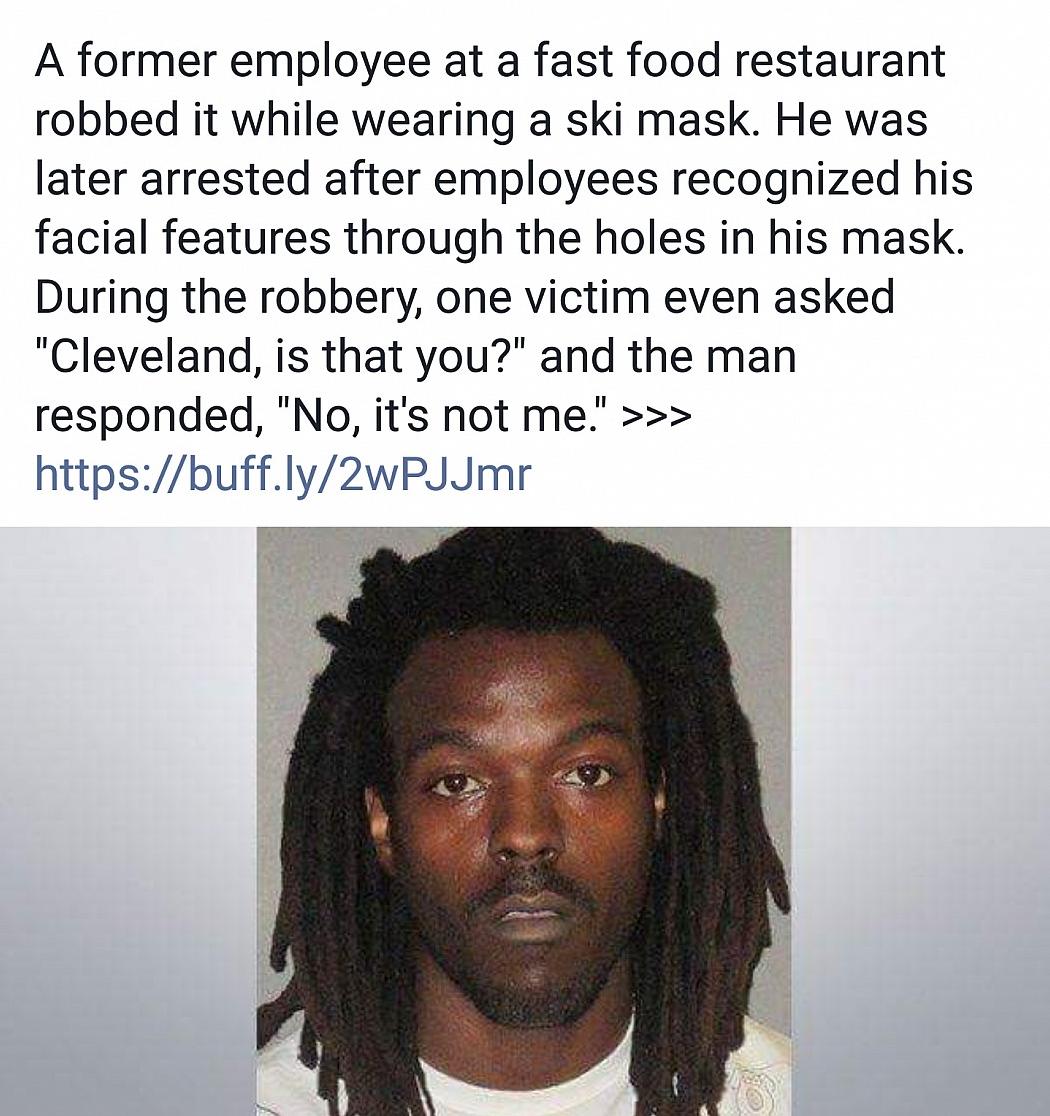 A former employee at a fast food restaurant
robbed it while wearing a ski mask. He was
later arrested after employees recognized his
facial features through the holes in his mask.
During the robbery, one victim even asked
"Cleveland, is that you?" and the man
responded, "No, it's not me." >>>
https://buff.ly/2wPJJmr